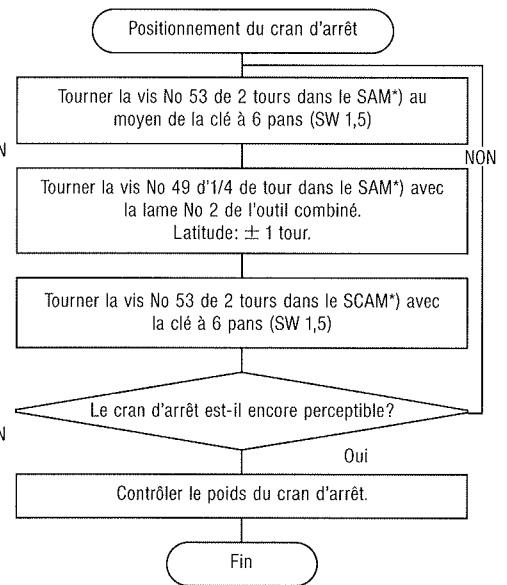 Positionnement du cran d'arrêt
Tourner la vis No 53 de 2 tours dans le SAM*) au
moyen de la clé à 6 pans (SW 1,5)
N
NON
Tourner la vis No 49 d'1/4 de tour dans le SAM*) avec
la lame No 2 de l'outil combiné.
Latitude: ± 1 tour.
Tourner la vis No 53 de 2 tours dans le SCAM*) avec
la clé à 6 pans (SW 1,5)
Le cran d'arrêt est-il encore perceptible?
N
Oui
Contrôler le poids du cran d'arrêt.
Fin